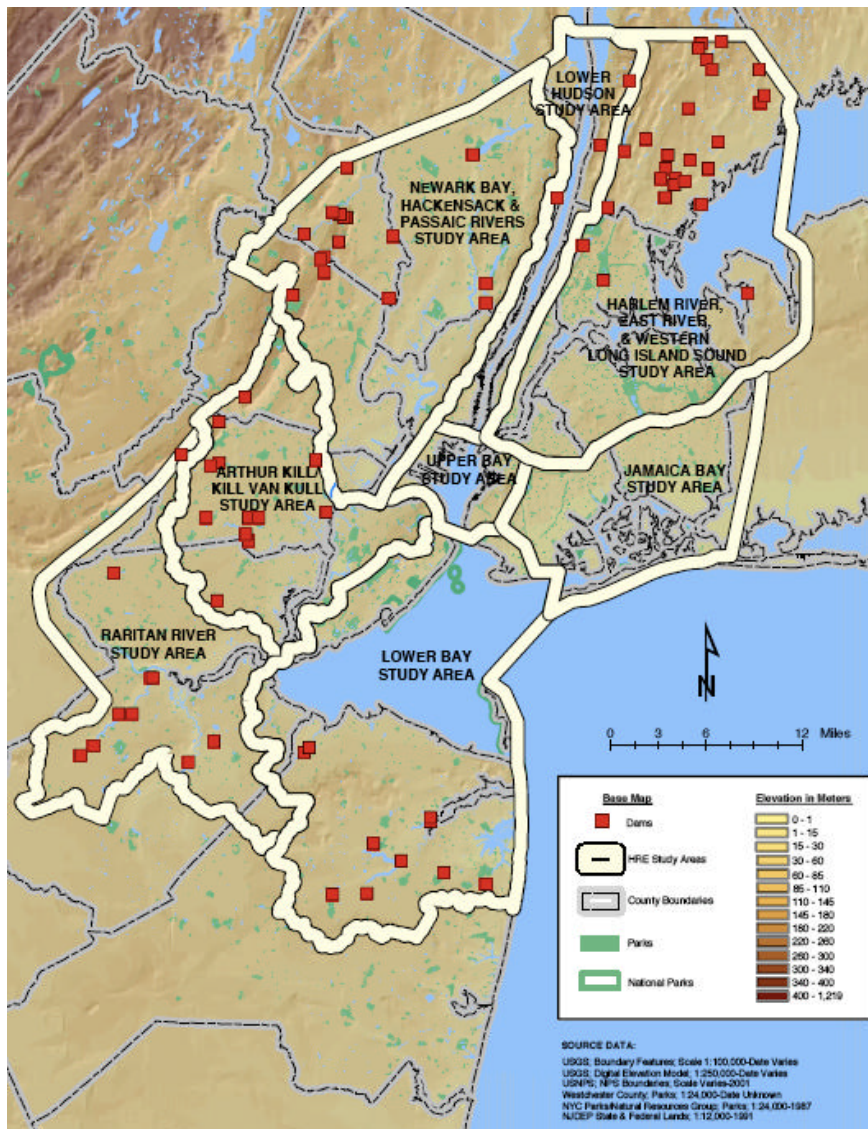 LOWER
HUDSON
STUDY AREA
NEWARK BAY,
HACKENSACK &
PASSAIC RIVERS
STUDY AREA
HARLEM RIVER,
EAST RIVER,
& WESTERN
LONG ISLAND SOUND
STUDY AREA
ARTHUR KILL/
KILL VAN KULL
STUDY AREA
UPPER BAY
STUDY AREA
JAMAICA BAY
STUDY AREA
RARITAN RIVER
STUDY AREA
LOWER BAY
STUDY AREA
N
0 3 6 12 Miles
Base Map
Dams
HRE Study Areas
County Boundaries
Parks
National Parks
Elevation in Meters
0 - 1
1 - 15
15 - 30
30 - 60
60 - 85
85 - 110
110 - 145
145 - 180
180 - 220
220 - 260
260 - 300
300 - 340
340 - 400
400 - 1,219
SOURCE DATA:
USGS; Boundary Features; Scale 1:100,000-Date Varies
USGS; Digital Elevation Model; 1:250,000-Date Varies
USNPS; NPS Boundaries; Scale Varies-2001
Westchester County; Parks; 1:24,000-Date Unknown
NYC Parks/Natural Resources Group; Parks; 1:24,000-1987
NJDEP State & Federal Lands; 1:12,000-1991